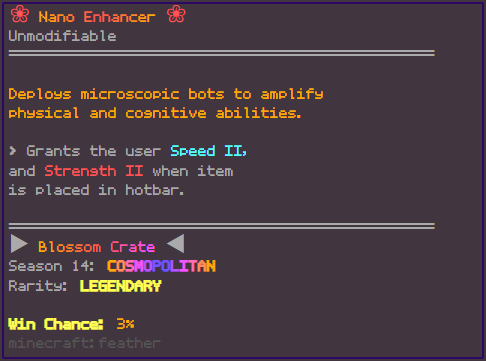 Nano Enhancer
Unmodifiable
Deploys microscopic bots to amplify
physical and cognitive abilities.
> Grants the user Speed II,
and Strength II when item
is placed in hotbar.
Blossom Crate
Season 14: COSMOPOLITAN
Rarity: LEGENDARY
Win Chance: 3%
minecraft:feather